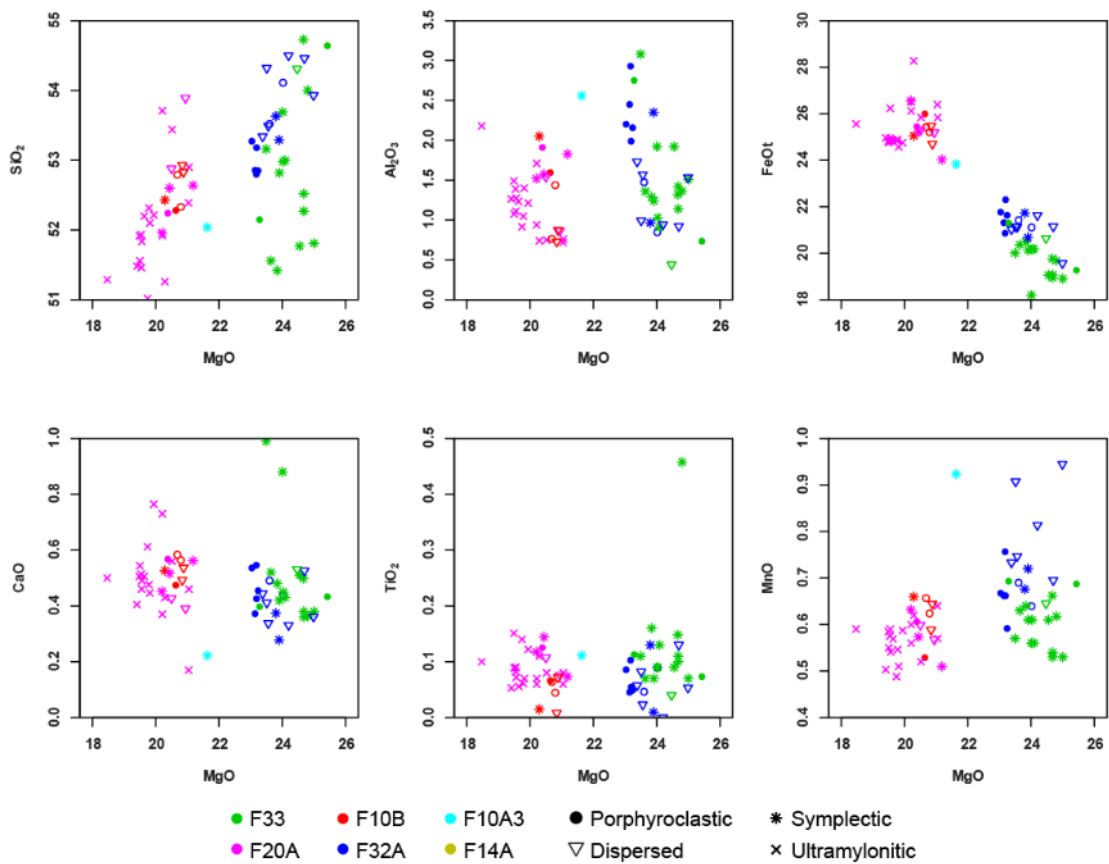 55
54
53
52
51
SiO2
18 20 22 24 26
MgO
3.5
3.0
2.5
2.0
1.5
1.0
0.5
0.0
Al2O3
18 20 22 24 26
MgO
30
28
26
24
22
20
18
FeOt
18 20 22 24 26
MgO
1.0
0.8
0.6
0.4
0.2
0.0
CaO
18 20 22 24 26
MgO
0.5
0.4
0.3
0.2
0.1
0.0
TiO2
18 20 22 24 26
MgO
1.0
0.9
0.8
0.7
0.6
0.5
0.4
MnO
18 20 22 24 26
MgO
F33 F10B F10A3 Porphyroclastic Symplectic
F20A F32A F14A Dispersed Ultramylonitic